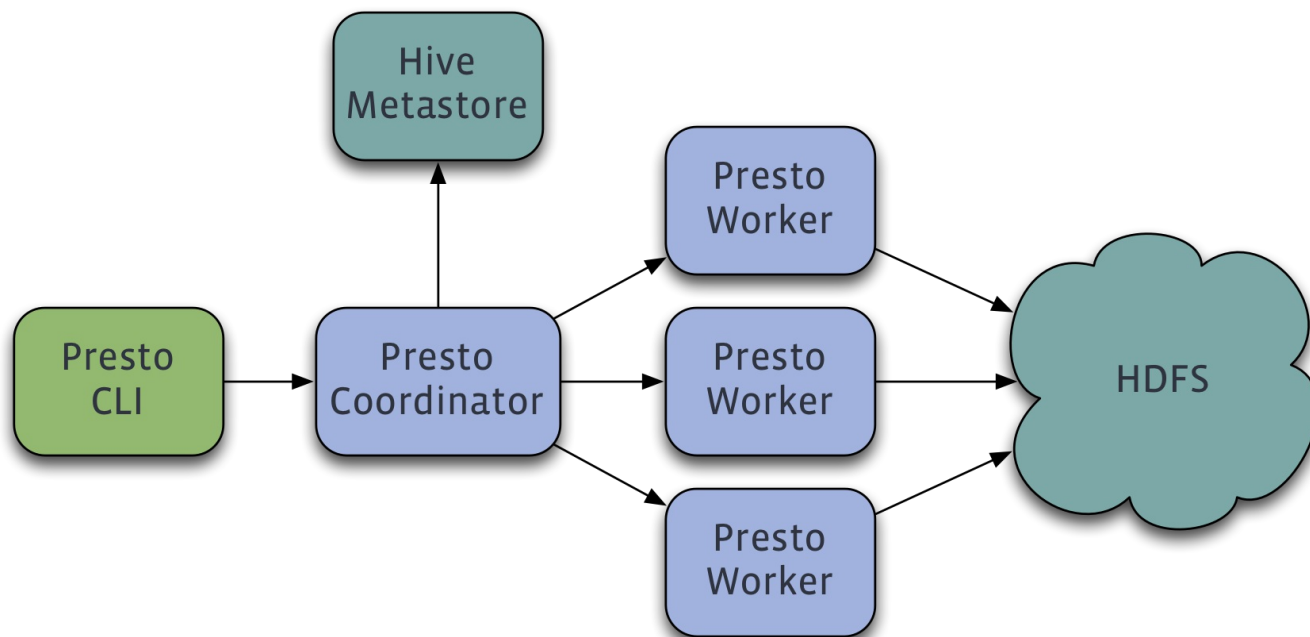 Hive
Metastore
Presto
Worker
Presto
CLI
Presto
Coordinator
Presto
Worker
HDFS
Presto
Worker